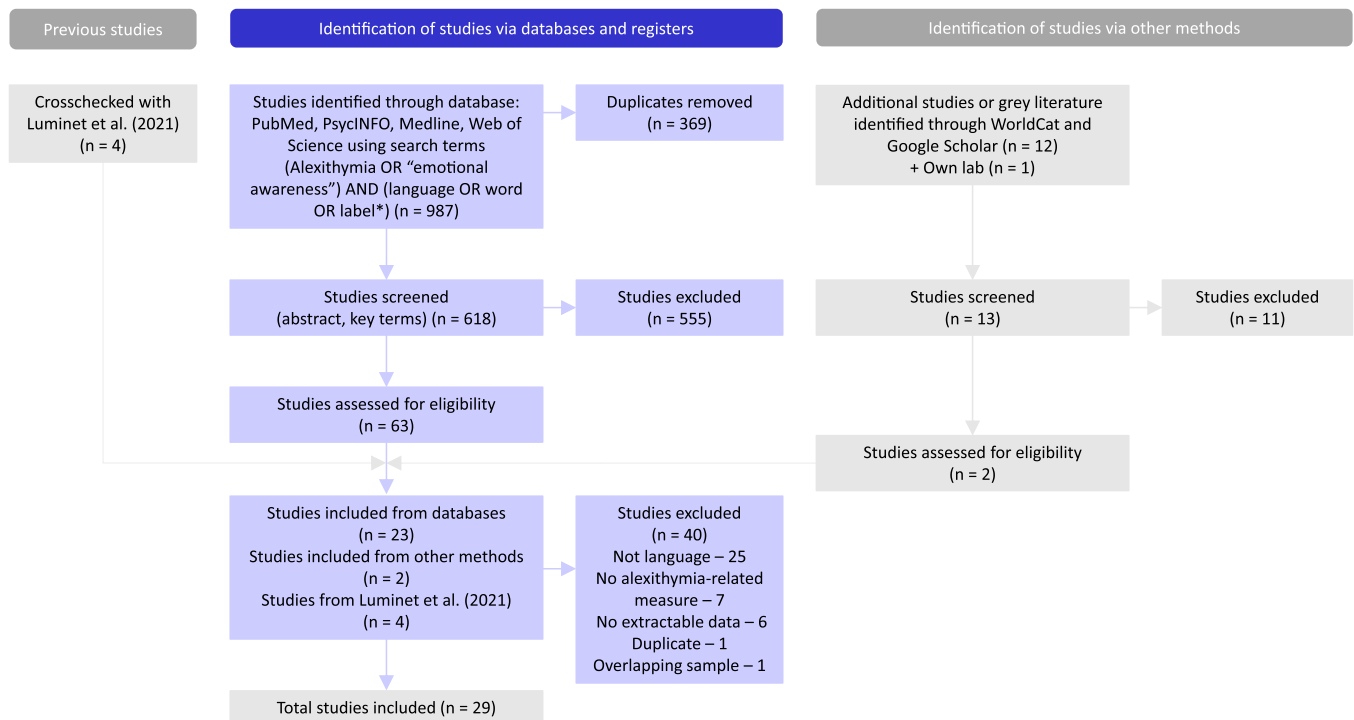 Previous studies
Identification of studies via databases and registers
Identification of studies via other methods
Crosschecked with
Luminet et al. (2021)
(n = 4)
Studies identified through database:
PubMed, PsycINFO, Medline, Web of
Science using search terms
(Alexithymia OR “emotional
awareness”) AND (language OR word
OR label*) (n = 987)
Duplicates removed
(n = 369)
Additional studies or grey literature
identified through WorldCat and
Google Scholar (n = 12)
+ Own lab (n = 1)
Studies screened
(abstract, key terms) (n = 618)
Studies excluded
(n = 555)
Studies screened
(n = 13)
Studies excluded
(n = 11)
Studies assessed for eligibility
(n = 63)
Studies assessed for eligibility
(n = 2)
Studies included from databases
(n = 23)
Studies included from other methods
(n = 2)
Studies from Luminet et al. (2021)
(n = 4)
Studies excluded
(n = 40)
Not language – 25
No alexithymia-related
measure – 7
No extractable data – 6
Duplicate – 1
Overlapping sample – 1
Total studies included (n = 29)